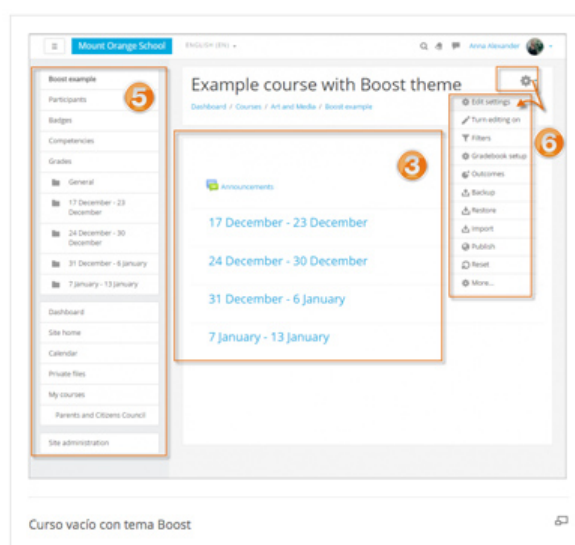 Mount Orange School
ENGLISH (EN)
Anna Alexander
Boost example
Participants
Badges
Competencies
Grades
General
17 December - 23
December
24 December - 30
December
31 December - 6 January
7 January - 13 January
Dashboard
Site home
Calendar
Private files
My courses
Parents and Citizens Council
Site administration
5
Example course with Boost theme
Dashboard / Courses / Art and Media / Boost example
3
Announcements
17 December - 23 December
24 December - 30 December
31 December - 6 January
7 January - 13 January
6
Edit settings
Turn editing on
Filters
Gradebook setup
Outcomes
Backup
Restore
Import
Publish
Reset
More...
Curso vacío con tema Boost